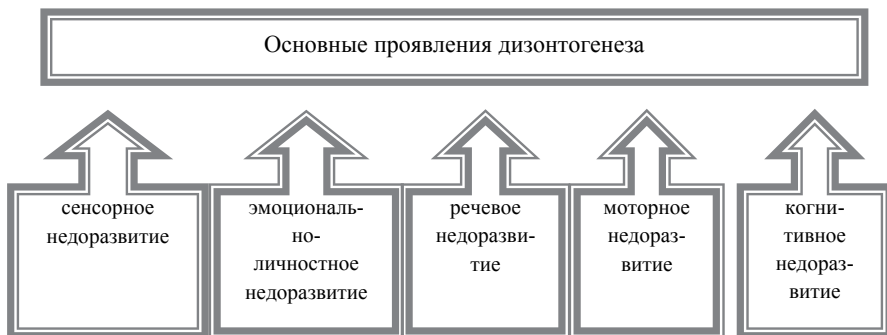 Основные проявления дизонтогенеза
сенсорное
недоразвитие
эмоциональ-
но-
личностное
недоразвитие
речевое
недоразви-
тие
моторное
недораз-
витие
когни-
тивное
недораз-
витие